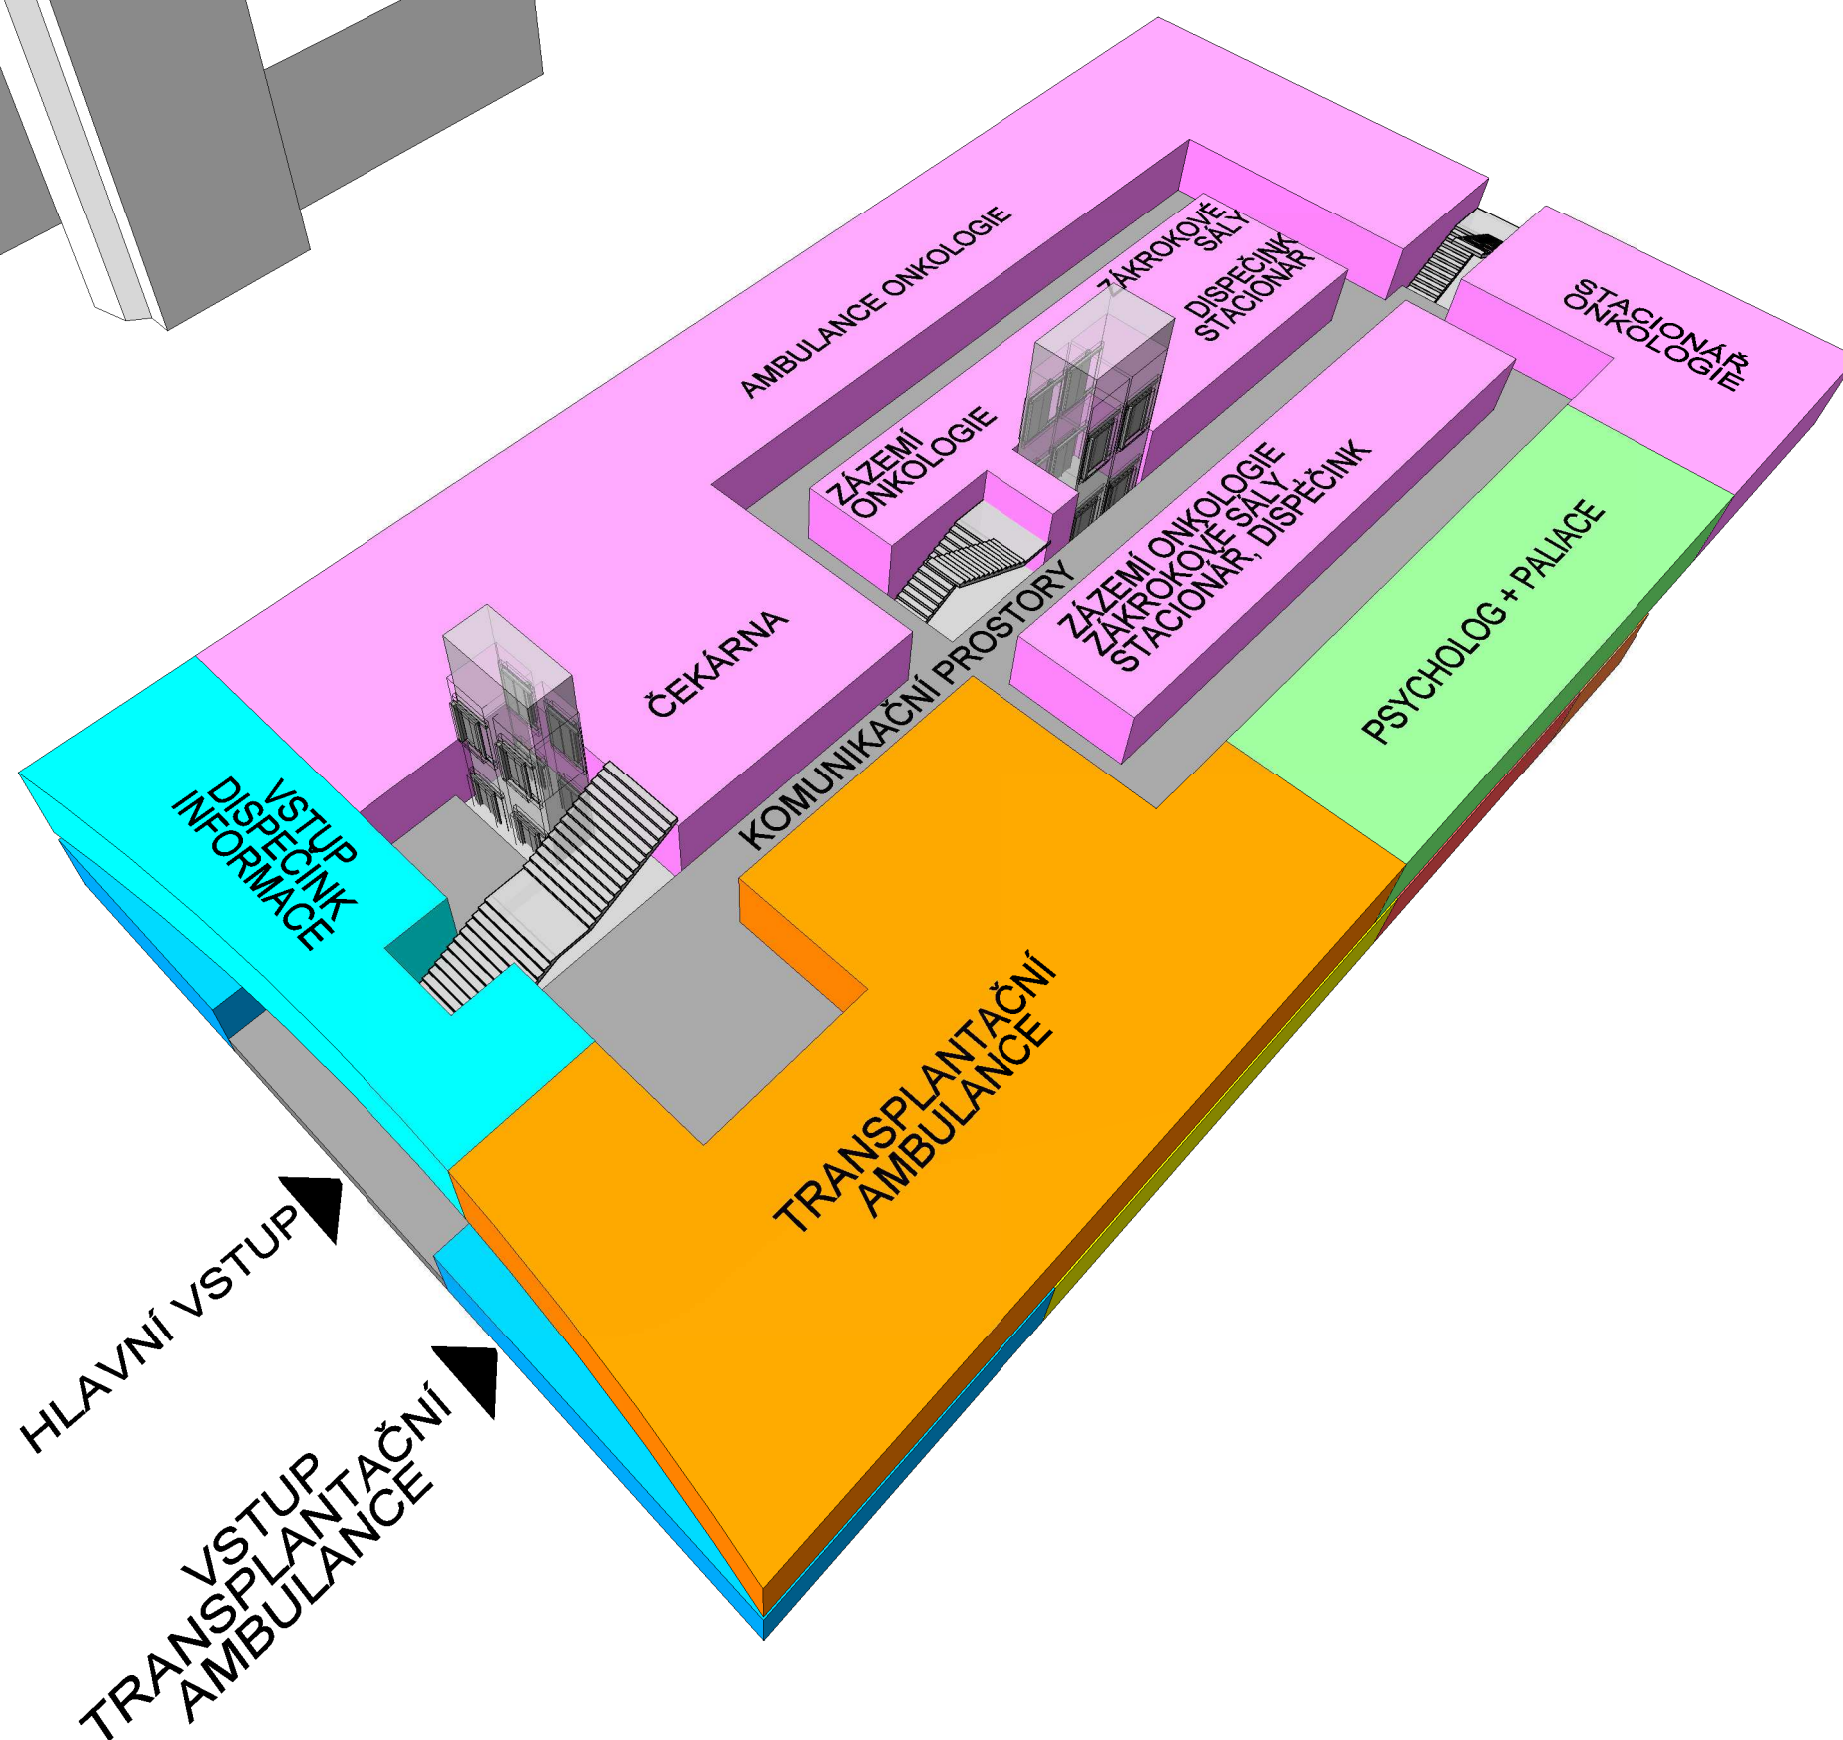 AMBULANCE ONKOLOGIE
ZÁKROKOVÉ
SÁLY
DISPEČINK
STACIONÁŘ
STACIONÁŘ
ONKOLOGIE
ZÁZEMÍ
ONKOLOGIE
ZÁZEMÍ ONKOLOGIE
ZÁKROKOVÉ SÁLY
STACIONÁŘ, DISPEČINK
PSYCHOLOG + PALIACE
ČEKÁRNA
KOMUNIKAČNÍ PROSTORY
VSTUP
DISPEČINK
INFORMACE
TRANSPLANTAČNÍ
AMBULANCE
HLAVNÍ VSTUP
VSTUP
TRANSPLANTAČNÍ
AMBULANCE